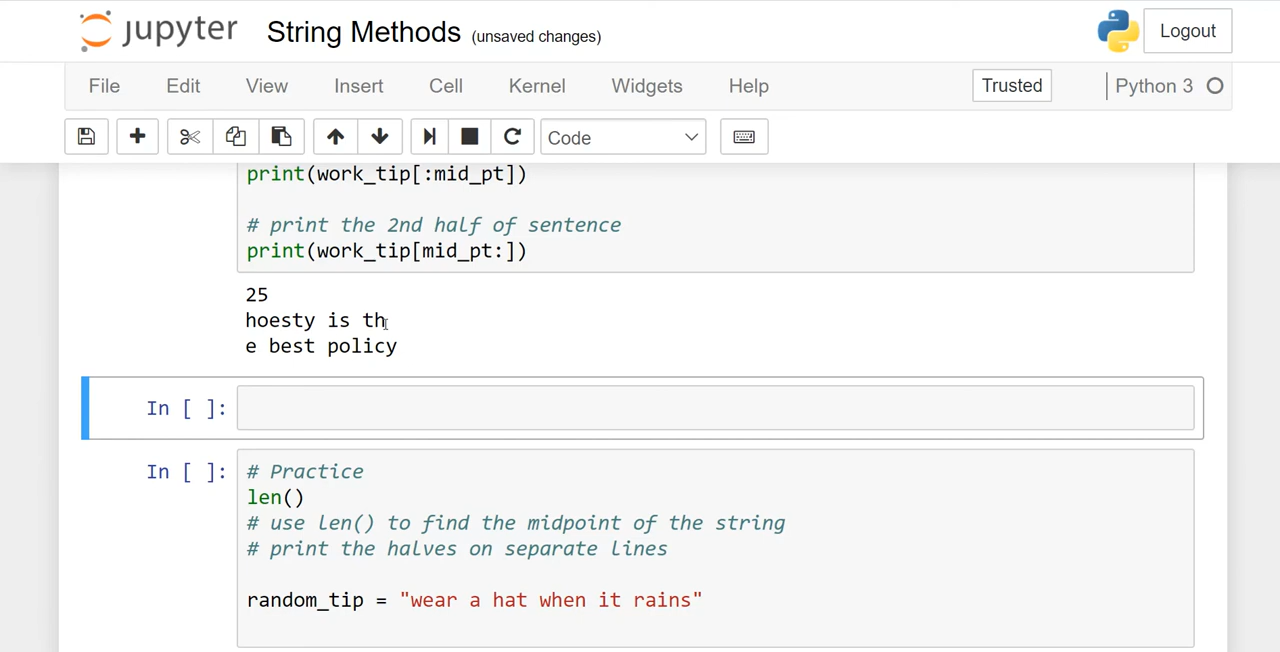 jupyter String Methods (unsaved changes) Logout
File Edit View Insert Cell Kernel Widgets Help Trusted Python 3
Code
print(work_tip[:mid_pt])
# print the 2nd half of sentence
print(work_tip[mid_pt:])
25
hoesty is th
e best policy
In [ ]:
In [ ]:
# Practice
len()
# use len() to find the midpoint of the string
# print the halves on separate lines
random_tip = "wear a hat when it rains"